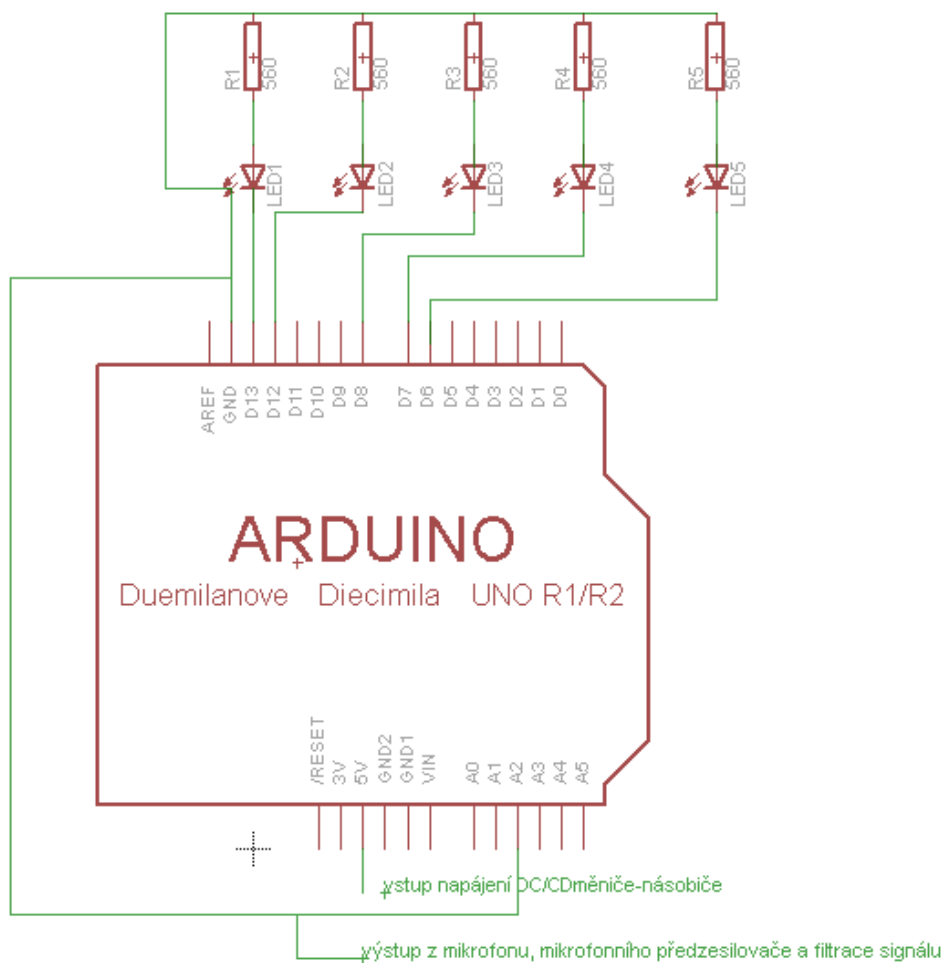 R1 560 R2 560 R3 560 R4 560 R5 560
LED1 LED2 LED3 LED4 LED5
AREF GND D13 D12 D11 D10 D9 D8 D7 D6 D5 D4 D3 D2 D1 D0
ARDUINO
Duemilanove Diecimila UNO R1/R2
/RESET 3V 5V GND2 GND1 VIN A0 A1 A2 A3 A4 A5
vstup napájení DC/CDměniče-násobiče
výstup z mikrofonu, mikrofonního předzesilovače a filtrace signálu